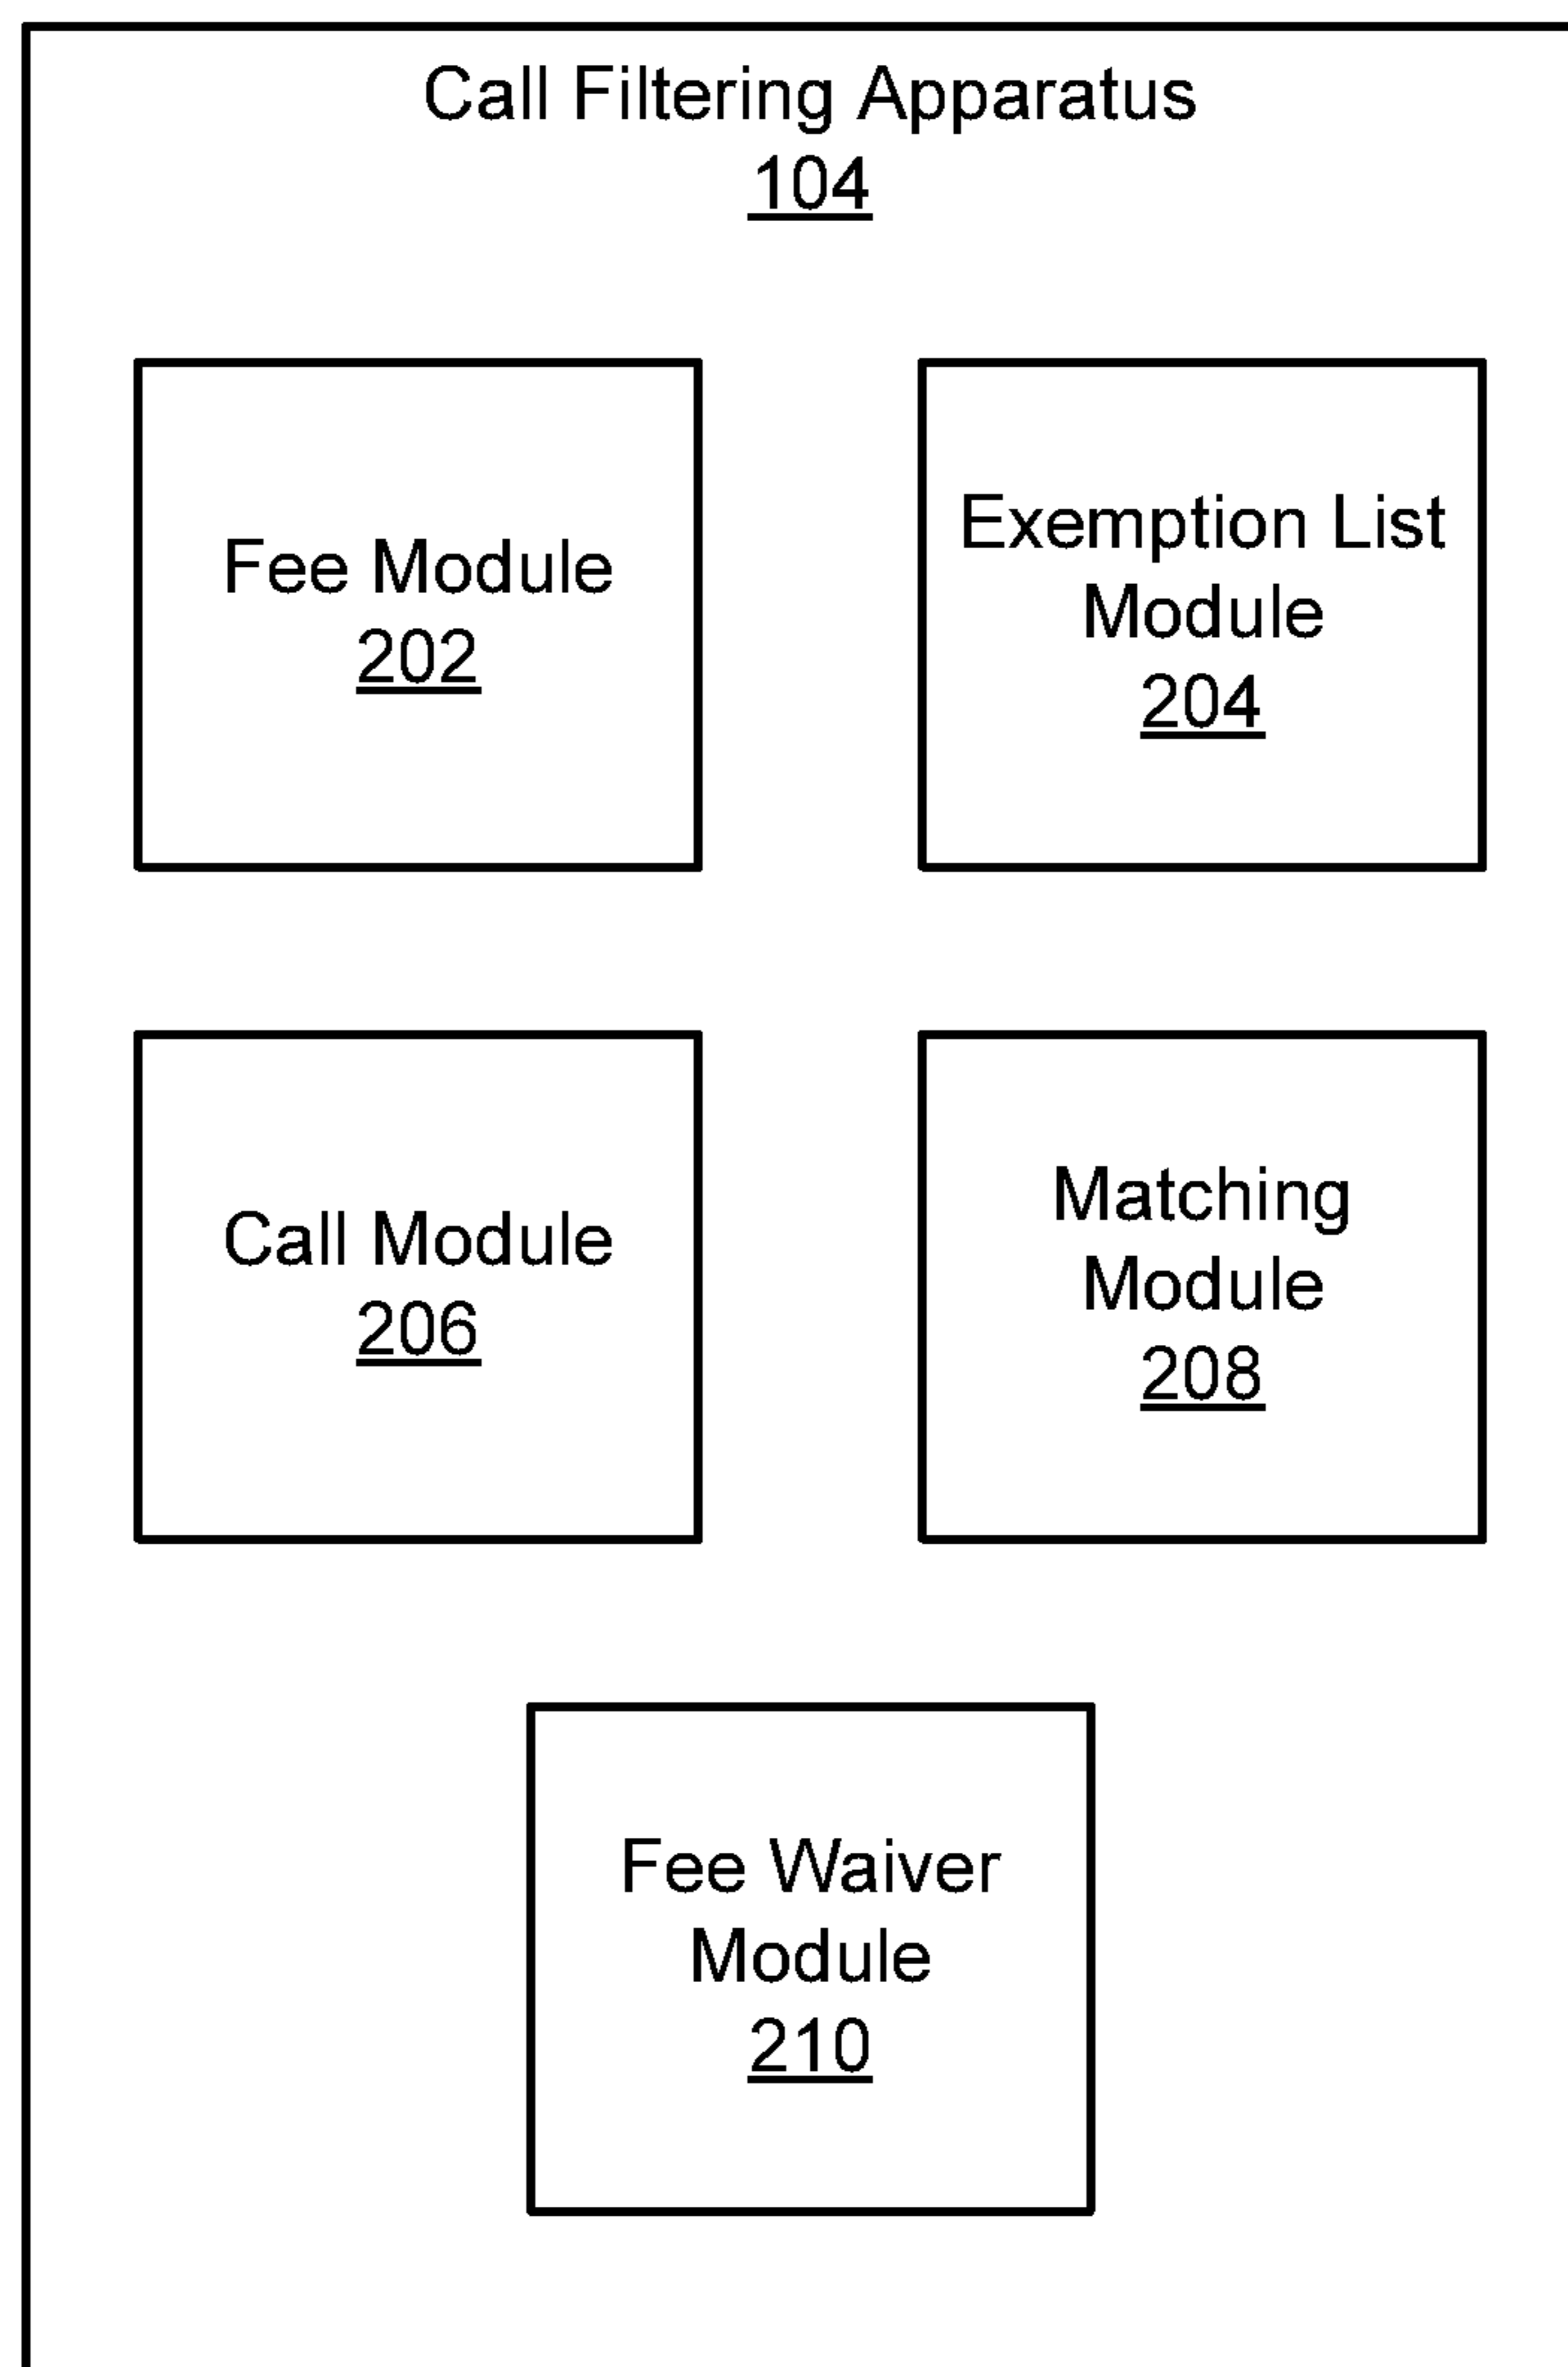 Call Filtering Apparatus
104
Fee Module
202
Exemption List
Module
204
Call Module
206
Matching
Module
208
Fee Waiver
Module
210